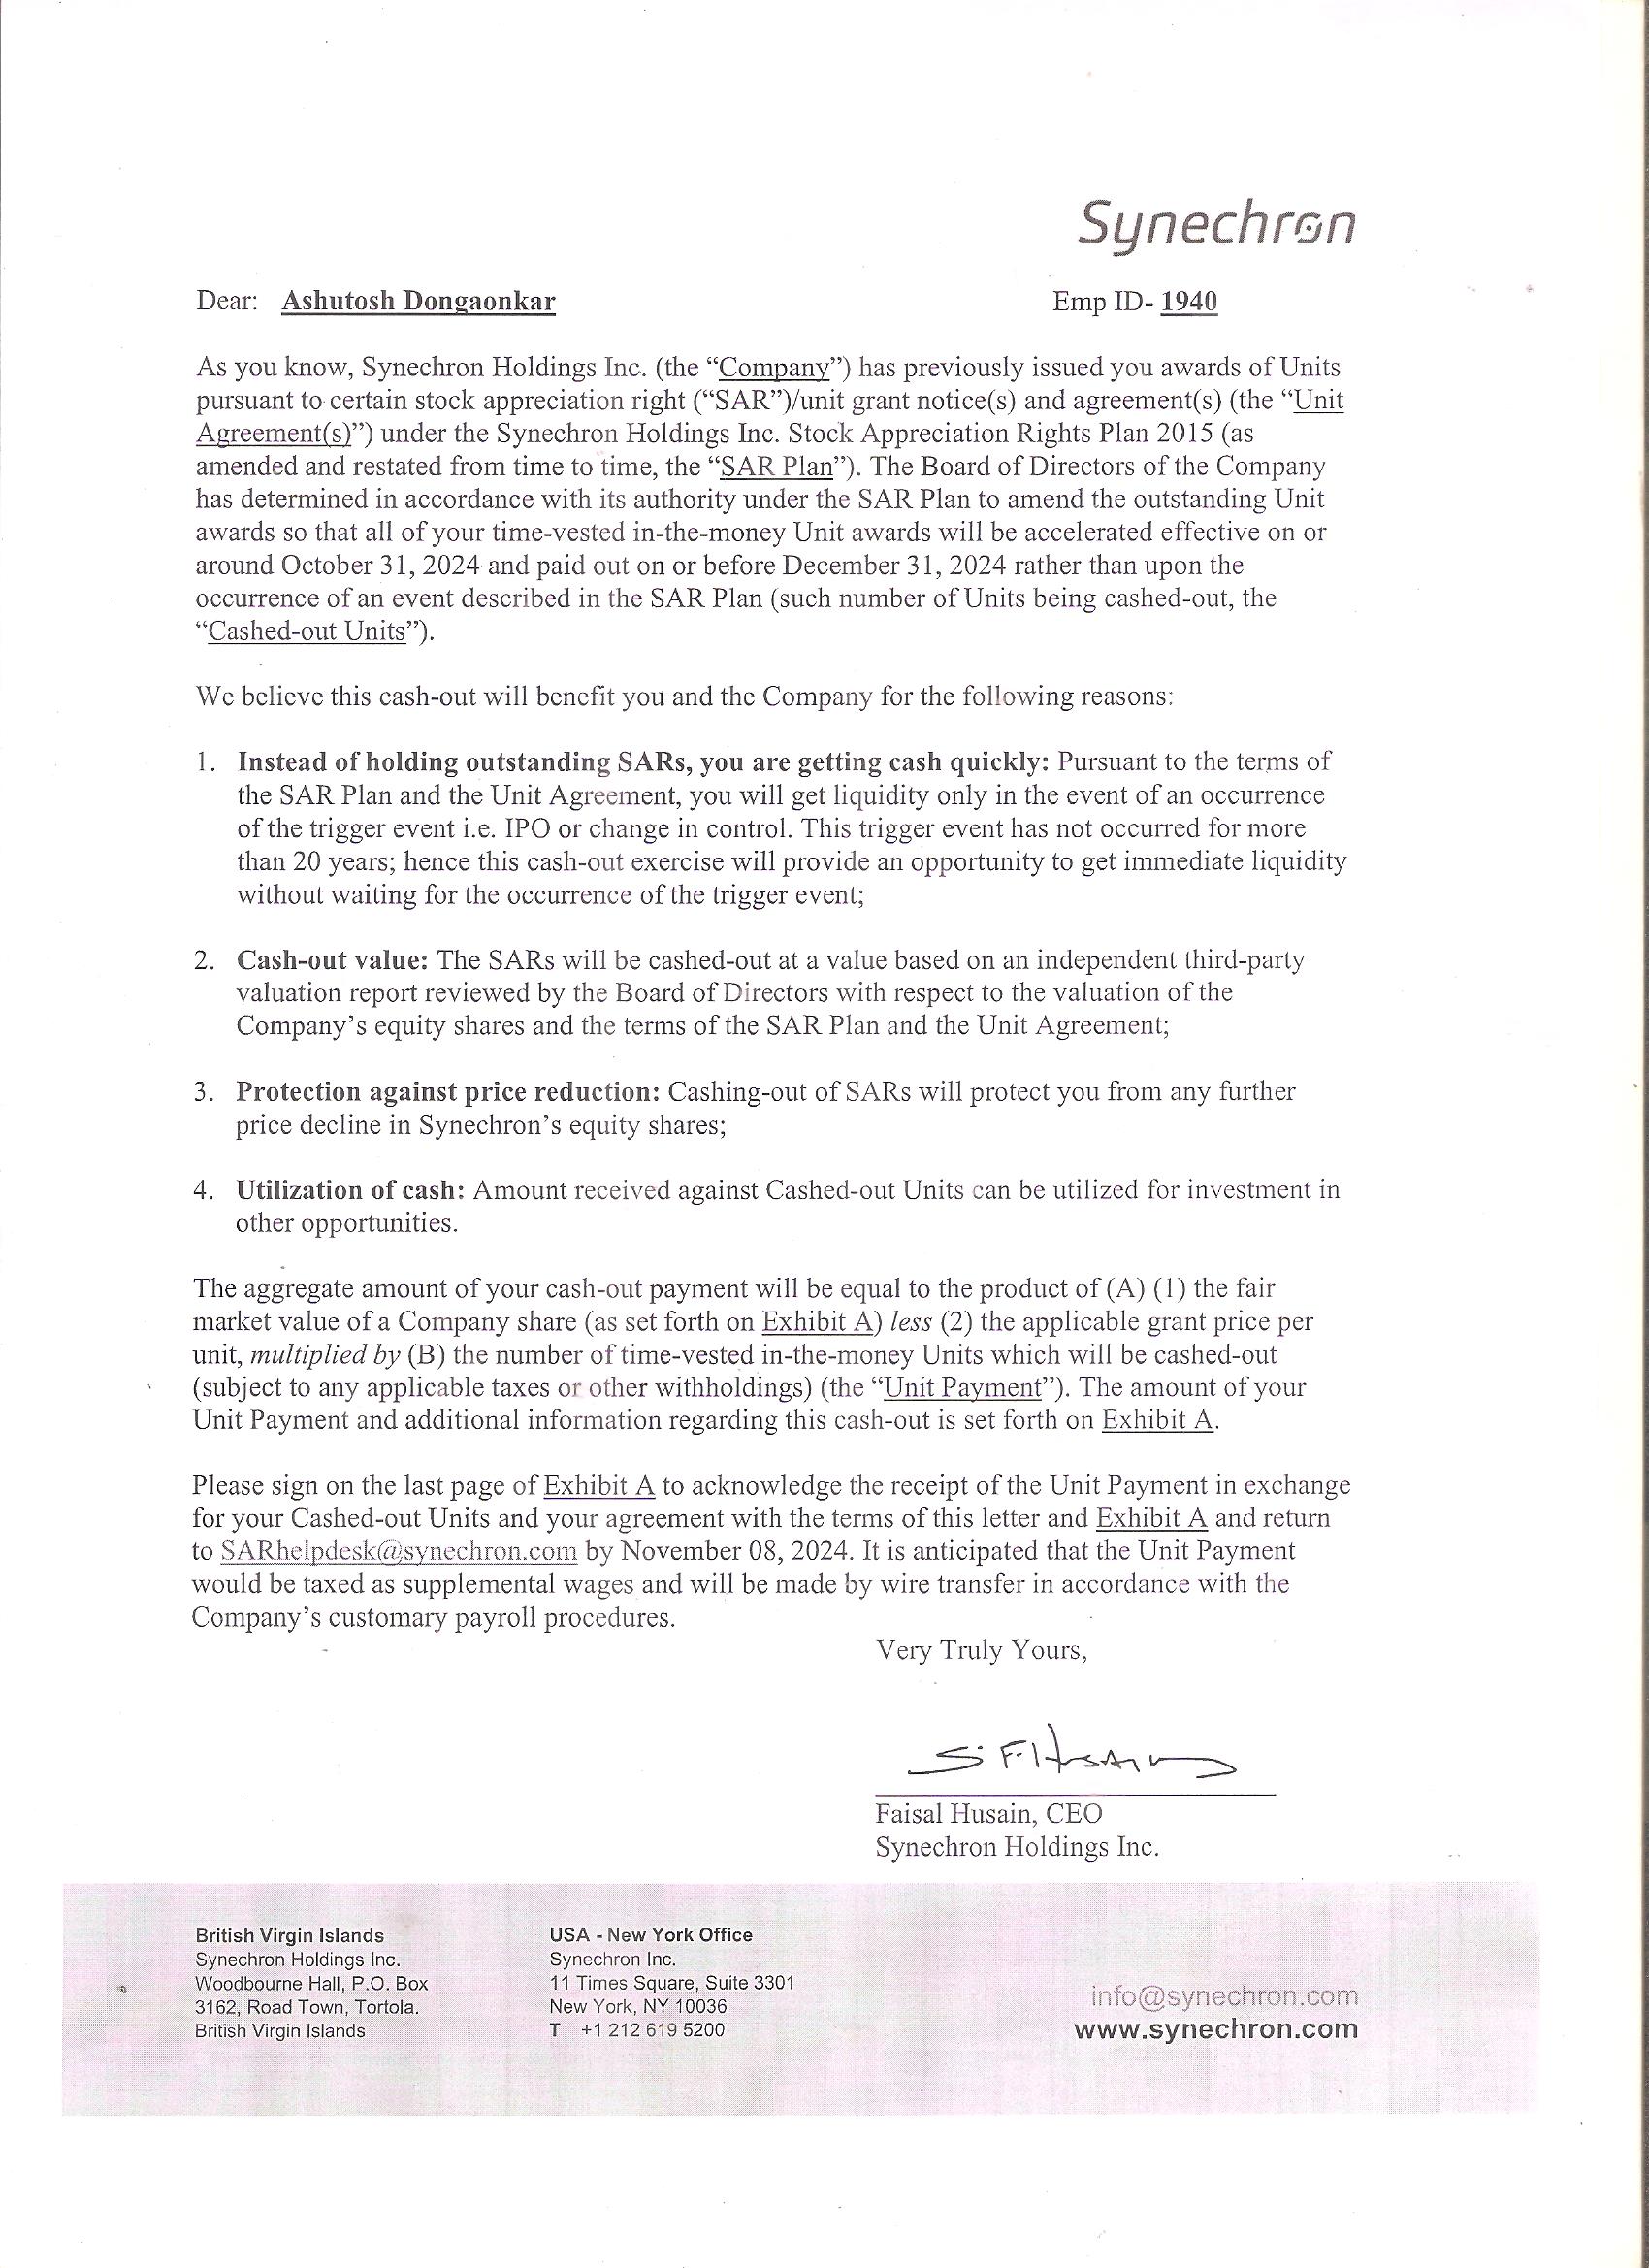 Synechron
Dear: Ashutosh Dongaonkar Emp ID- 1940
As you know, Synechron Holdings Inc. (the “Company”) has previously issued you awards of Units
pursuant to certain stock appreciation right (“SAR”)/unit grant notice(s) and agreement(s) (the “Unit
Agreement(s)”) under the Synechron Holdings Inc. Stock Appreciation Rights Plan 2015 (as
amended and restated from time to time, the “SAR Plan”). The Board of Directors of the Company
has determined in accordance with its authority under the SAR Plan to amend the outstanding Unit
awards so that all of your time-vested in-the-money Unit awards will be accelerated effective on or
around October 31, 2024 and paid out on or before December 31, 2024 rather than upon the
occurrence of an event described in the SAR Plan (such number of Units being cashed-out, the
“Cashed-out Units”).
We believe this cash-out will benefit you and the Company for the following reasons:
1. Instead of holding outstanding SARs, you are getting cash quickly: Pursuant to the terms of
the SAR Plan and the Unit Agreement, you will get liquidity only in the event of an occurrence
of the trigger event i.e. IPO or change in control. This trigger event has not occurred for more
than 20 years; hence this cash-out exercise will provide an opportunity to get immediate liquidity
without waiting for the occurrence of the trigger event;
2. Cash-out value: The SARs will be cashed-out at a value based on an independent third-party
valuation report reviewed by the Board of Directors with respect to the valuation of the
Company’s equity shares and the terms of the SAR Plan and the Unit Agreement;
3. Protection against price reduction: Cashing-out of SARs will protect you from any further
price decline in Synechron’s equity shares;
4. Utilization of cash: Amount received against Cashed-out Units can be utilized for investment in
other opportunities.
The aggregate amount of your cash-out payment will be equal to the product of (A) (1) the fair
market value of a Company share (as set forth on Exhibit A) less (2) the applicable grant price per
unit, multiplied by (B) the number of time-vested in-the-money Units which will be cashed-out
(subject to any applicable taxes or other withholdings) (the “Unit Payment”). The amount of your
Unit Payment and additional information regarding this cash-out is set forth on Exhibit A.
Please sign on the last page of Exhibit A to acknowledge the receipt of the Unit Payment in exchange
for your Cashed-out Units and your agreement with the terms of this letter and Exhibit A and return
to SARhelpdesk@synechron.com by November 08, 2024. It is anticipated that the Unit Payment
would be taxed as supplemental wages and will be made by wire transfer in accordance with the
Company’s customary payroll procedures.
Very Truly Yours,
S F Husain
Faisal Husain, CEO
Synechron Holdings Inc.
British Virgin Islands
Synechron Holdings Inc.
Woodbourne Hall, P.O. Box
3162, Road Town, Tortola.
British Virgin Islands
USA - New York Office
Synechron Inc.
11 Times Square, Suite 3301
New York, NY 10036
T +1 212 619 5200
info@synechron.com
www.synechron.com